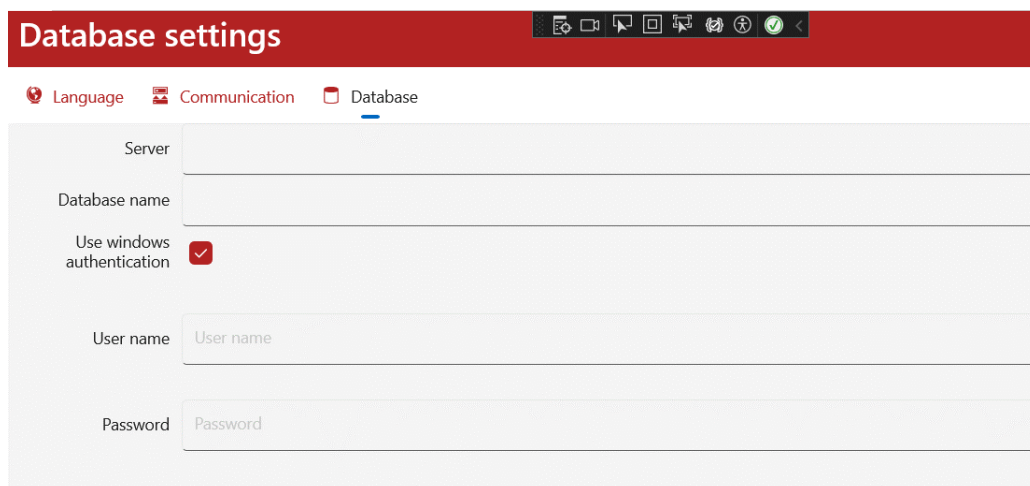 Database settings
Language Communication Database
Server
Database name
Use windows
authentication
User name User name
Password Password